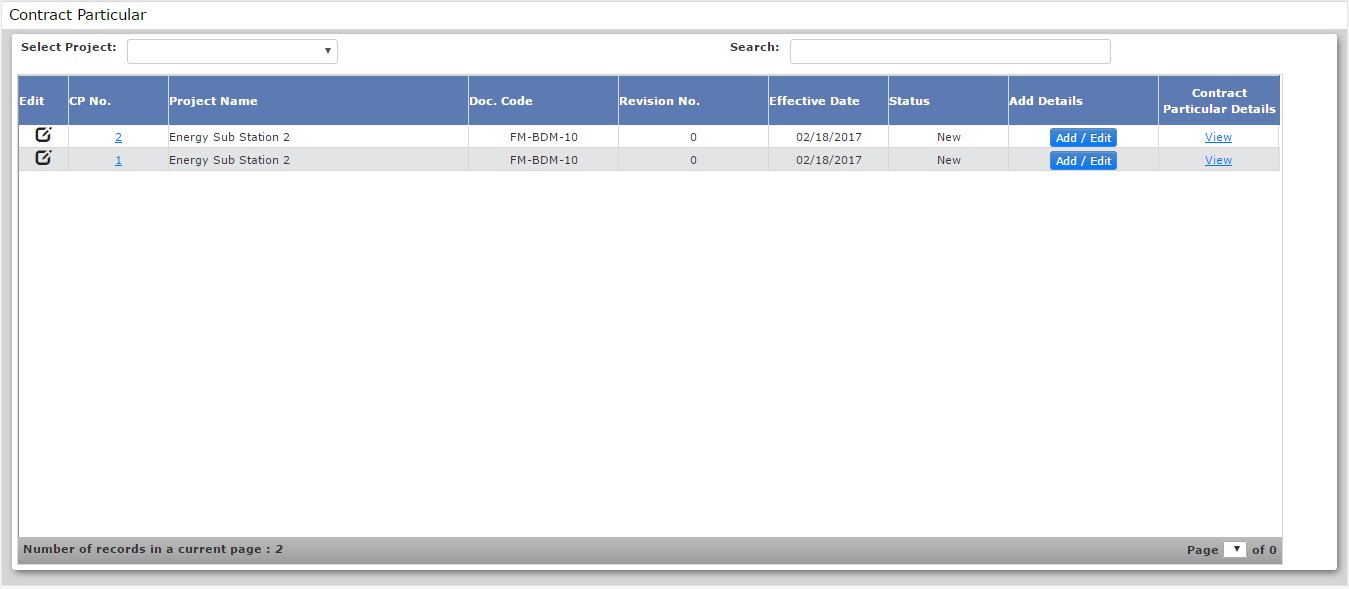 Contract Particular
Select Project:
Search:
Edit CP No. Project Name Doc. Code Revision No. Effective Date Status Add Details Contract Particular Details
2 Energy Sub Station 2 FM-BDM-10 0 02/18/2017 New Add / Edit View
1 Energy Sub Station 2 FM-BDM-10 0 02/18/2017 New Add / Edit View
Number of records in a current page : 2 Page of 0